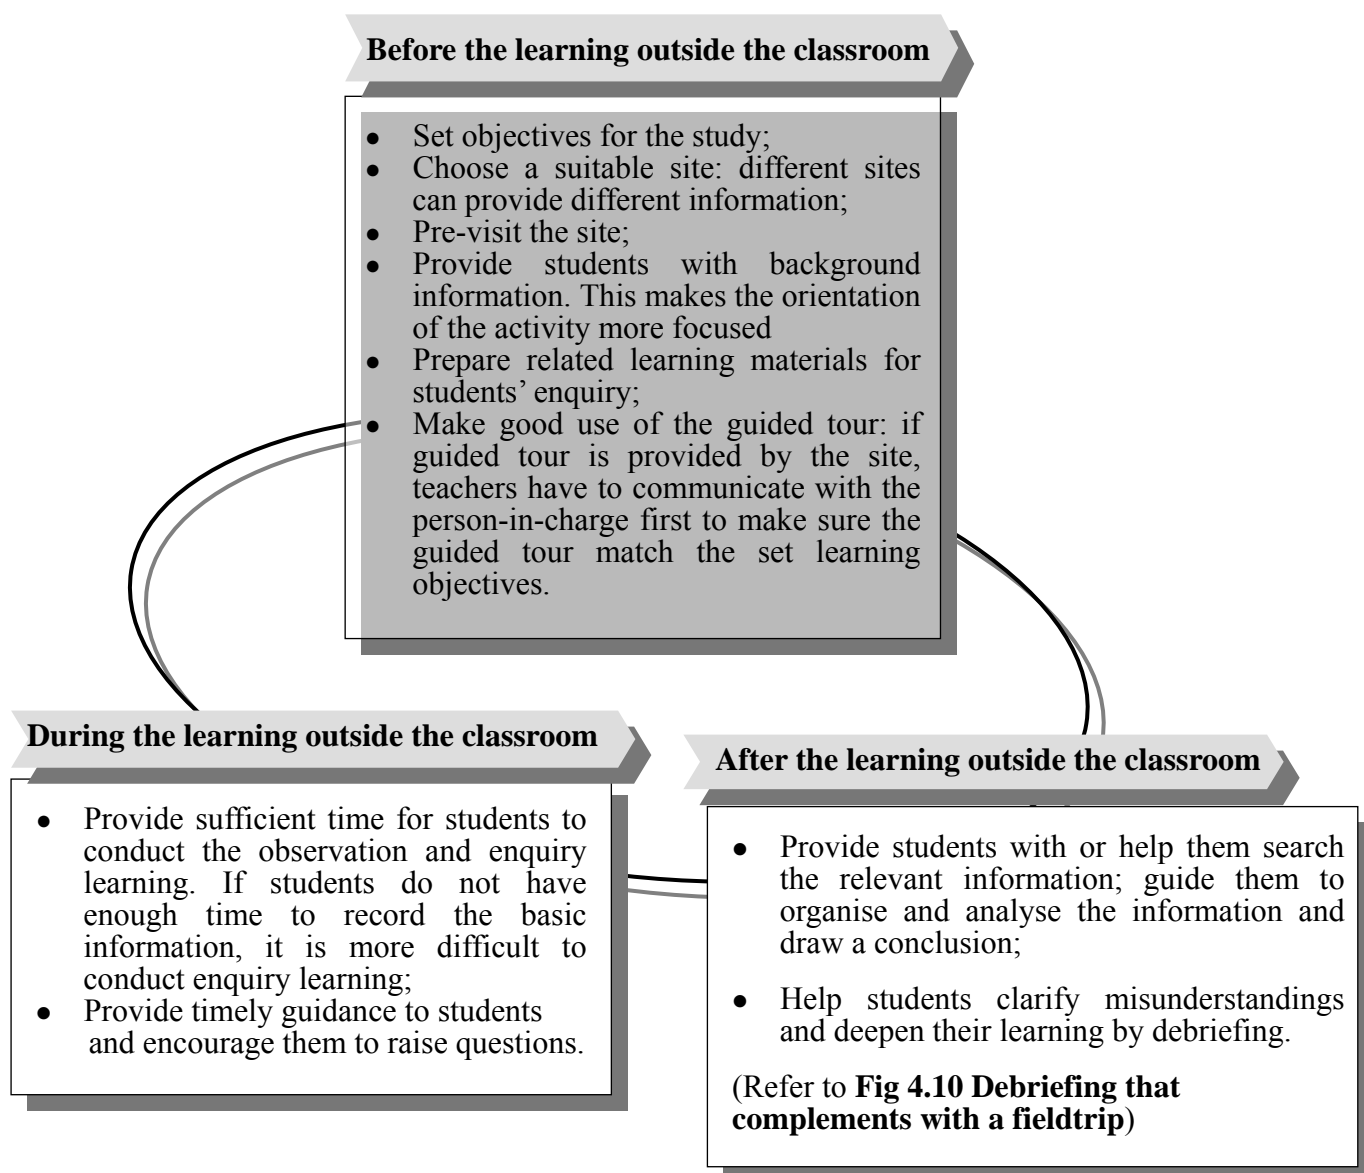 Before the learning outside the classroom
● Set objectives for the study;
● Choose a suitable site: different sites
can provide different information;
● Pre-visit the site;
● Provide students with background
information. This makes the orientation
of the activity more focused
● Prepare related learning materials for
students’ enquiry;
● Make good use of the guided tour: if
guided tour is provided by the site,
teachers have to communicate with the
person-in-charge first to make sure the
guided tour match the set learning
objectives.
During the learning outside the classroom
● Provide sufficient time for students to
conduct the observation and enquiry
learning. If students do not have
enough time to record the basic
information, it is more difficult to
conduct enquiry learning;
● Provide timely guidance to students
and encourage them to raise questions.
After the learning outside the classroom
● Provide students with or help them search
the relevant information; guide them to
organise and analyse the information and
draw a conclusion;
● Help students clarify misunderstandings
and deepen their learning by debriefing.
(Refer to Fig 4.10 Debriefing that
complements with a fieldtrip)